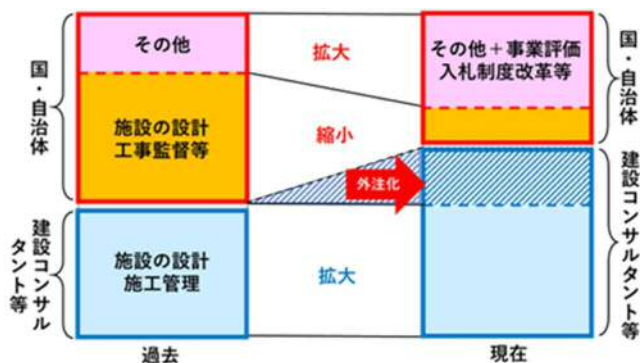 国・自治体
その他
施設の設計
工事監督等
建設コンサル
タント等
施設の設計
施工管理
過去
拡大
縮小
外注化
拡大
その他＋事業評価
入札制度改革等
国・自治体
建設コンサルタント等
現在